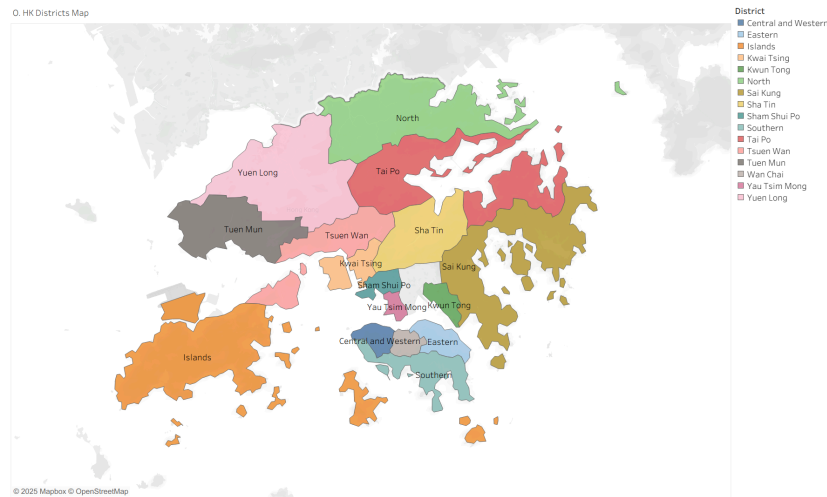 O. HK Districts Map
District
Central and Western
Eastern
Islands
Kwai Tsing
Kwun Tong
North
Sai Kung
Sha Tin
Sham Shui Po
Southern
Tai Po
Tsuen Wan
Tuen Mun
Wan Chai
Yau Tsim Mong
Yuen Long
North
Yuen Long
Tai Po
Tuen Mun
Tsuen Wan
Sha Tin
Kwai Tsing
Sai Kung
Sham Shui Po
Yau Tsim Mong
Kwun Tong
Central and Western
Eastern
Islands
Southern
© 2025 Mapbox © OpenStreetMap